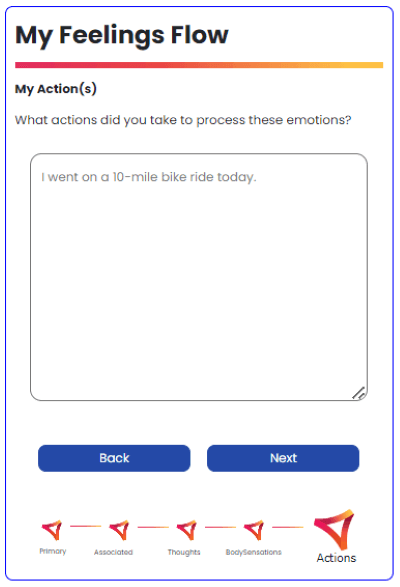 My Feelings Flow
My Action(s)
What actions did you take to process these emotions?
I went on a 10-mile bike ride today.
Back Next
Primary Associated Thoughts BodySensations Actions